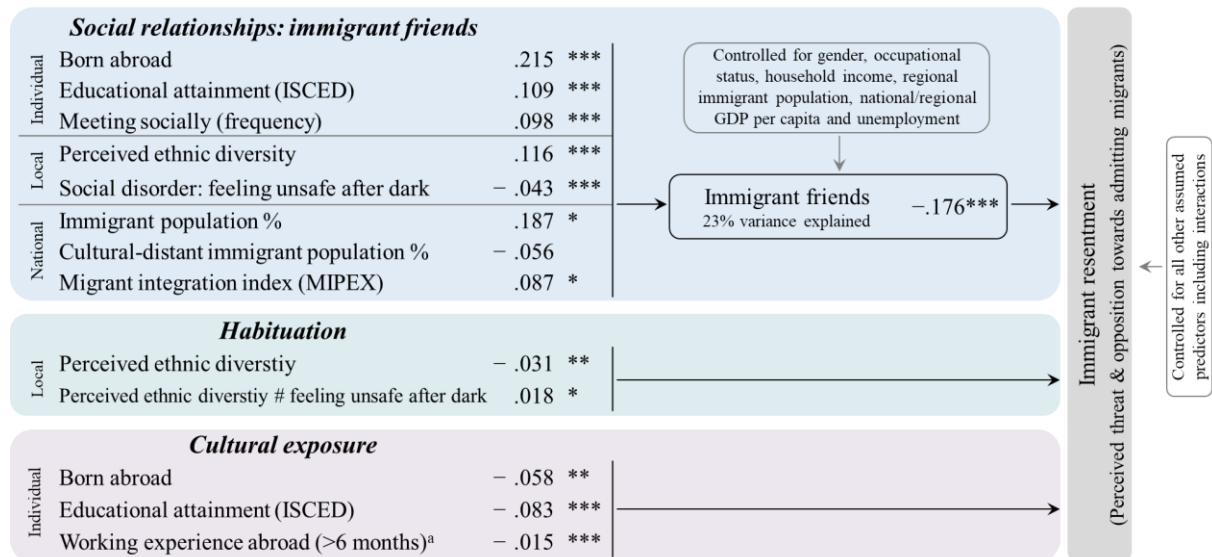 Social relationships: immigrant friends
Individual
Born abroad .215 ***
Educational attainment (ISCED) .109 ***
Meeting socially (frequency) .098 ***
Local
Perceived ethnic diversity .116 ***
Social disorder: feeling unsafe after dark − .043 ***
National
Immigrant population % .187 *
Cultural-distant immigrant population % − .056
Migrant integration index (MIPEX) .087 *
Controlled for gender, occupational
status, household income, regional
immigrant population, national/regional
GDP per capita and unemployment
Immigrant friends −.176***
23% variance explained
Habituation
Local
Perceived ethnic diverstiy − .031 **
Perceived ethnic diverstiy # feeling unsafe after dark .018 *
Cultural exposure
Individual
Born abroad − .058 **
Educational attainment (ISCED) − .083 ***
Working experience abroad (>6 months)ᵃ − .015 ***
Immigrant resentment
(Perceived threat & opposition towards admitting migrants)
Controlled for all other assumed
predictors including interactions